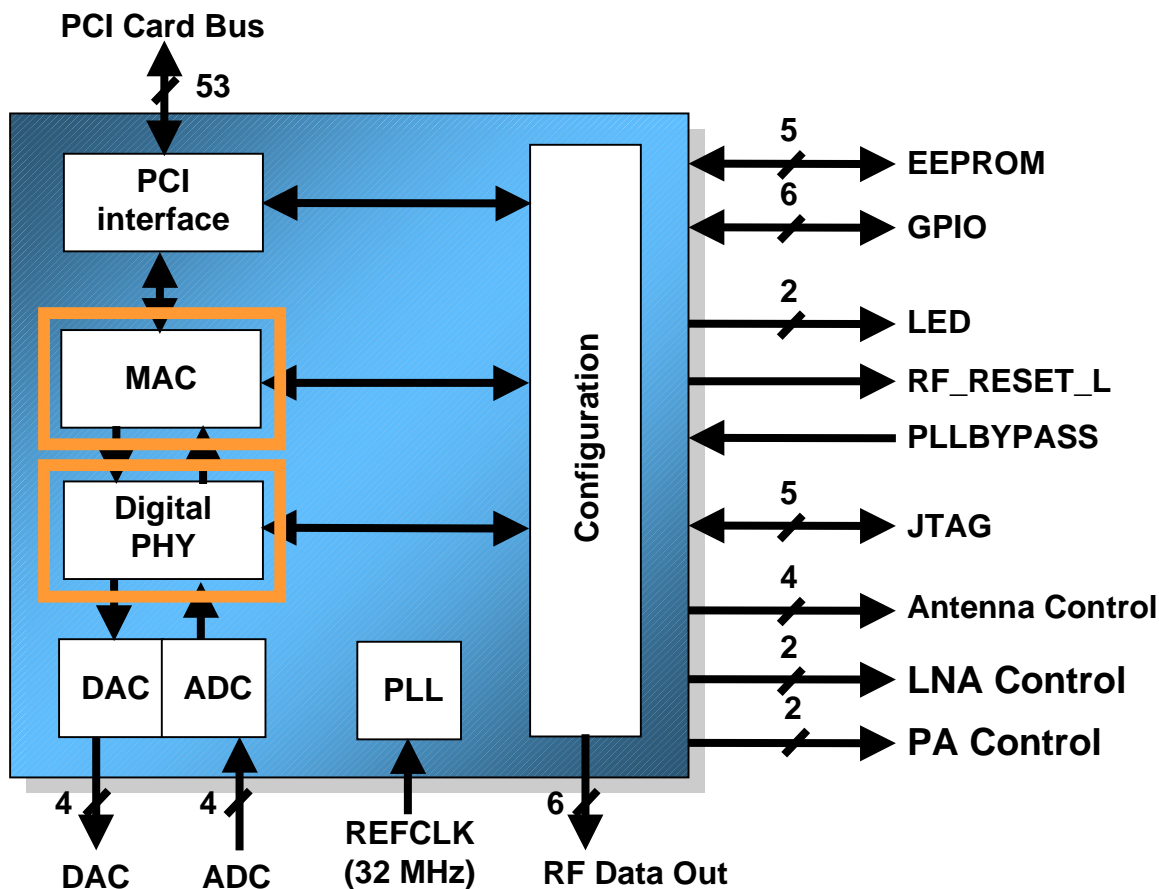 PCI Card Bus
53
PCI
interface
MAC
Digital
PHY
DAC
ADC
PLL
Configuration
5
EEPROM
6
GPIO
2
LED
RF_RESET_L
PLLBYPASS
5
JTAG
4
Antenna Control
2
LNA Control
2
PA Control
4
4
6
DAC
ADC
REFCLK
(32 MHz)
RF Data Out